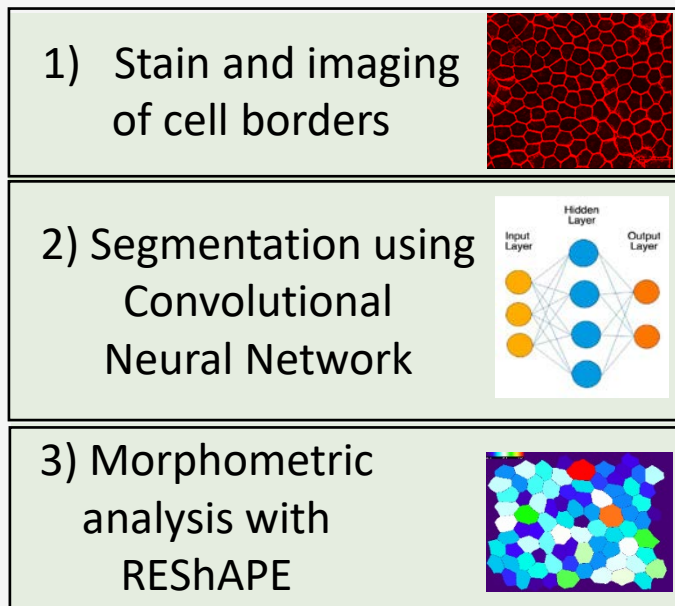 1) Stain and imaging
of cell borders
2) Segmentation using
Convolutional
Neural Network
Hidden
Layer
Input
Layer
Output
Layer
3) Morphometric
analysis with
REShAPE